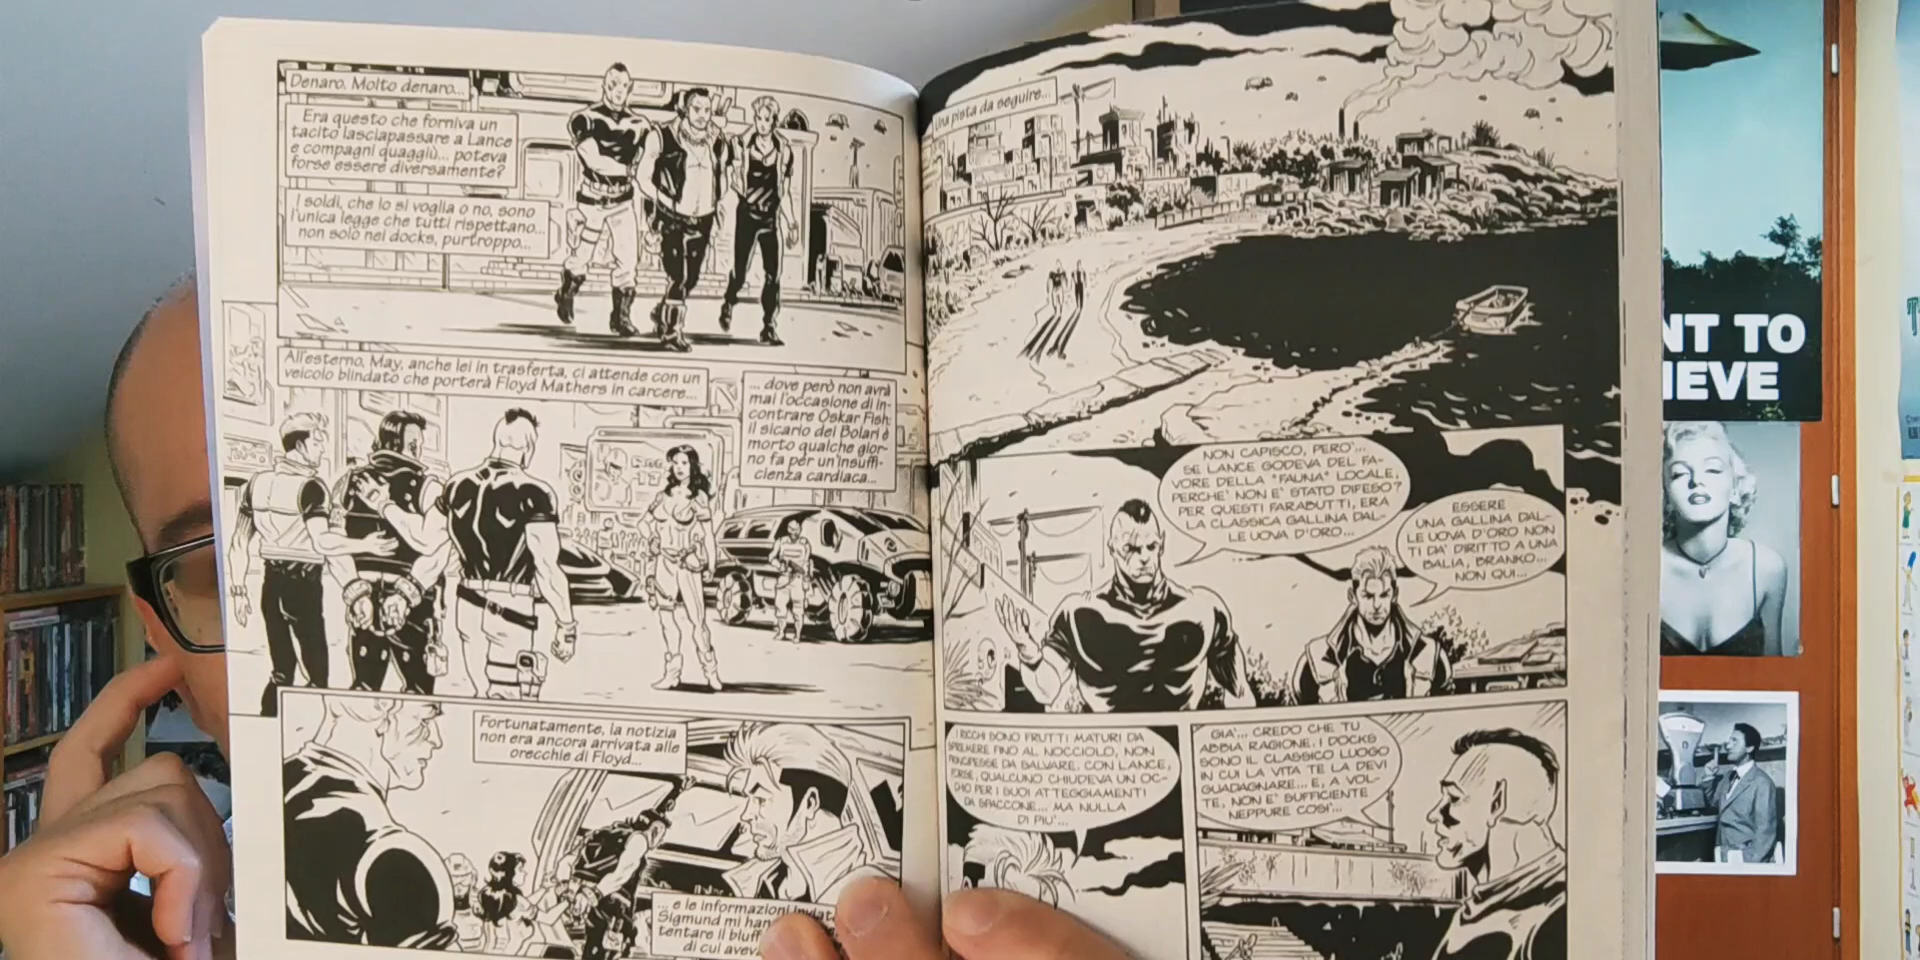 Denaro. Molto denaro...
Era questo che forniva un
tacito lasciapassare a Lance
e compagni quaggiù... poteva
forse essere diversamente?
I soldi, che lo si voglia o no, sono
l'unica legge che tutti rispettano...
non solo nei docks, purtroppo...
All'esterno, May, anche lei in trasferta, ci attende con un
veicolo blindato che porterà Floyd Mathers in carcere...
... dove però non avrà
mai l'occasione di in-
contrare Oskar Fish:
il sicario dei Bolari è
morto qualche gior-
no fa per un'insuffi-
cienza cardiaca...
Fortunatamente, la notizia
non era ancora arrivata alle
orecchie di Floyd...
... e le informazioni
Sigmund mi han
tentare il bluff
di cui avev
Una pista da seguire...
NON CAPISCO, PERO'...
SE LANCE GODEVA DEL FA-
VORE DELLA "FAUNA" LOCALE,
PERCHE' NON E' STATO DIFESO?
PER QUESTI FARABUTTI, ERA
LA CLASSICA GALLINA DAL-
LE UOVA D'ORO...
ESSERE
UNA GALLINA DAL-
LE UOVA D'ORO NON
TI DA' DIRITTO A UNA
BALIA, BRANKO...
NON QUI...
I RICCHI SONO FRUTTI MATURI DA
SPREMERE FINO AL NOCCIOLO, NON
PRINCIPESSE DA SALVARE. CON LANCE,
FORSE, QUALCUNO CHIUDEVA UN OC-
CHIO PER I SUOI ATTEGGIAMENTI
DA SPACCONE... MA NULLA
DI PIU'...
GIA'... CREDO CHE TU
ABBIA RAGIONE. I DOCKS
SONO IL CLASSICO LUOGO
IN CUI LA VITA TE LA DEVI
GUADAGNARE... E, A VOL-
TE, NON E' SUFFICIENTE
NEPPURE COSI'...
NT TO
IEVE